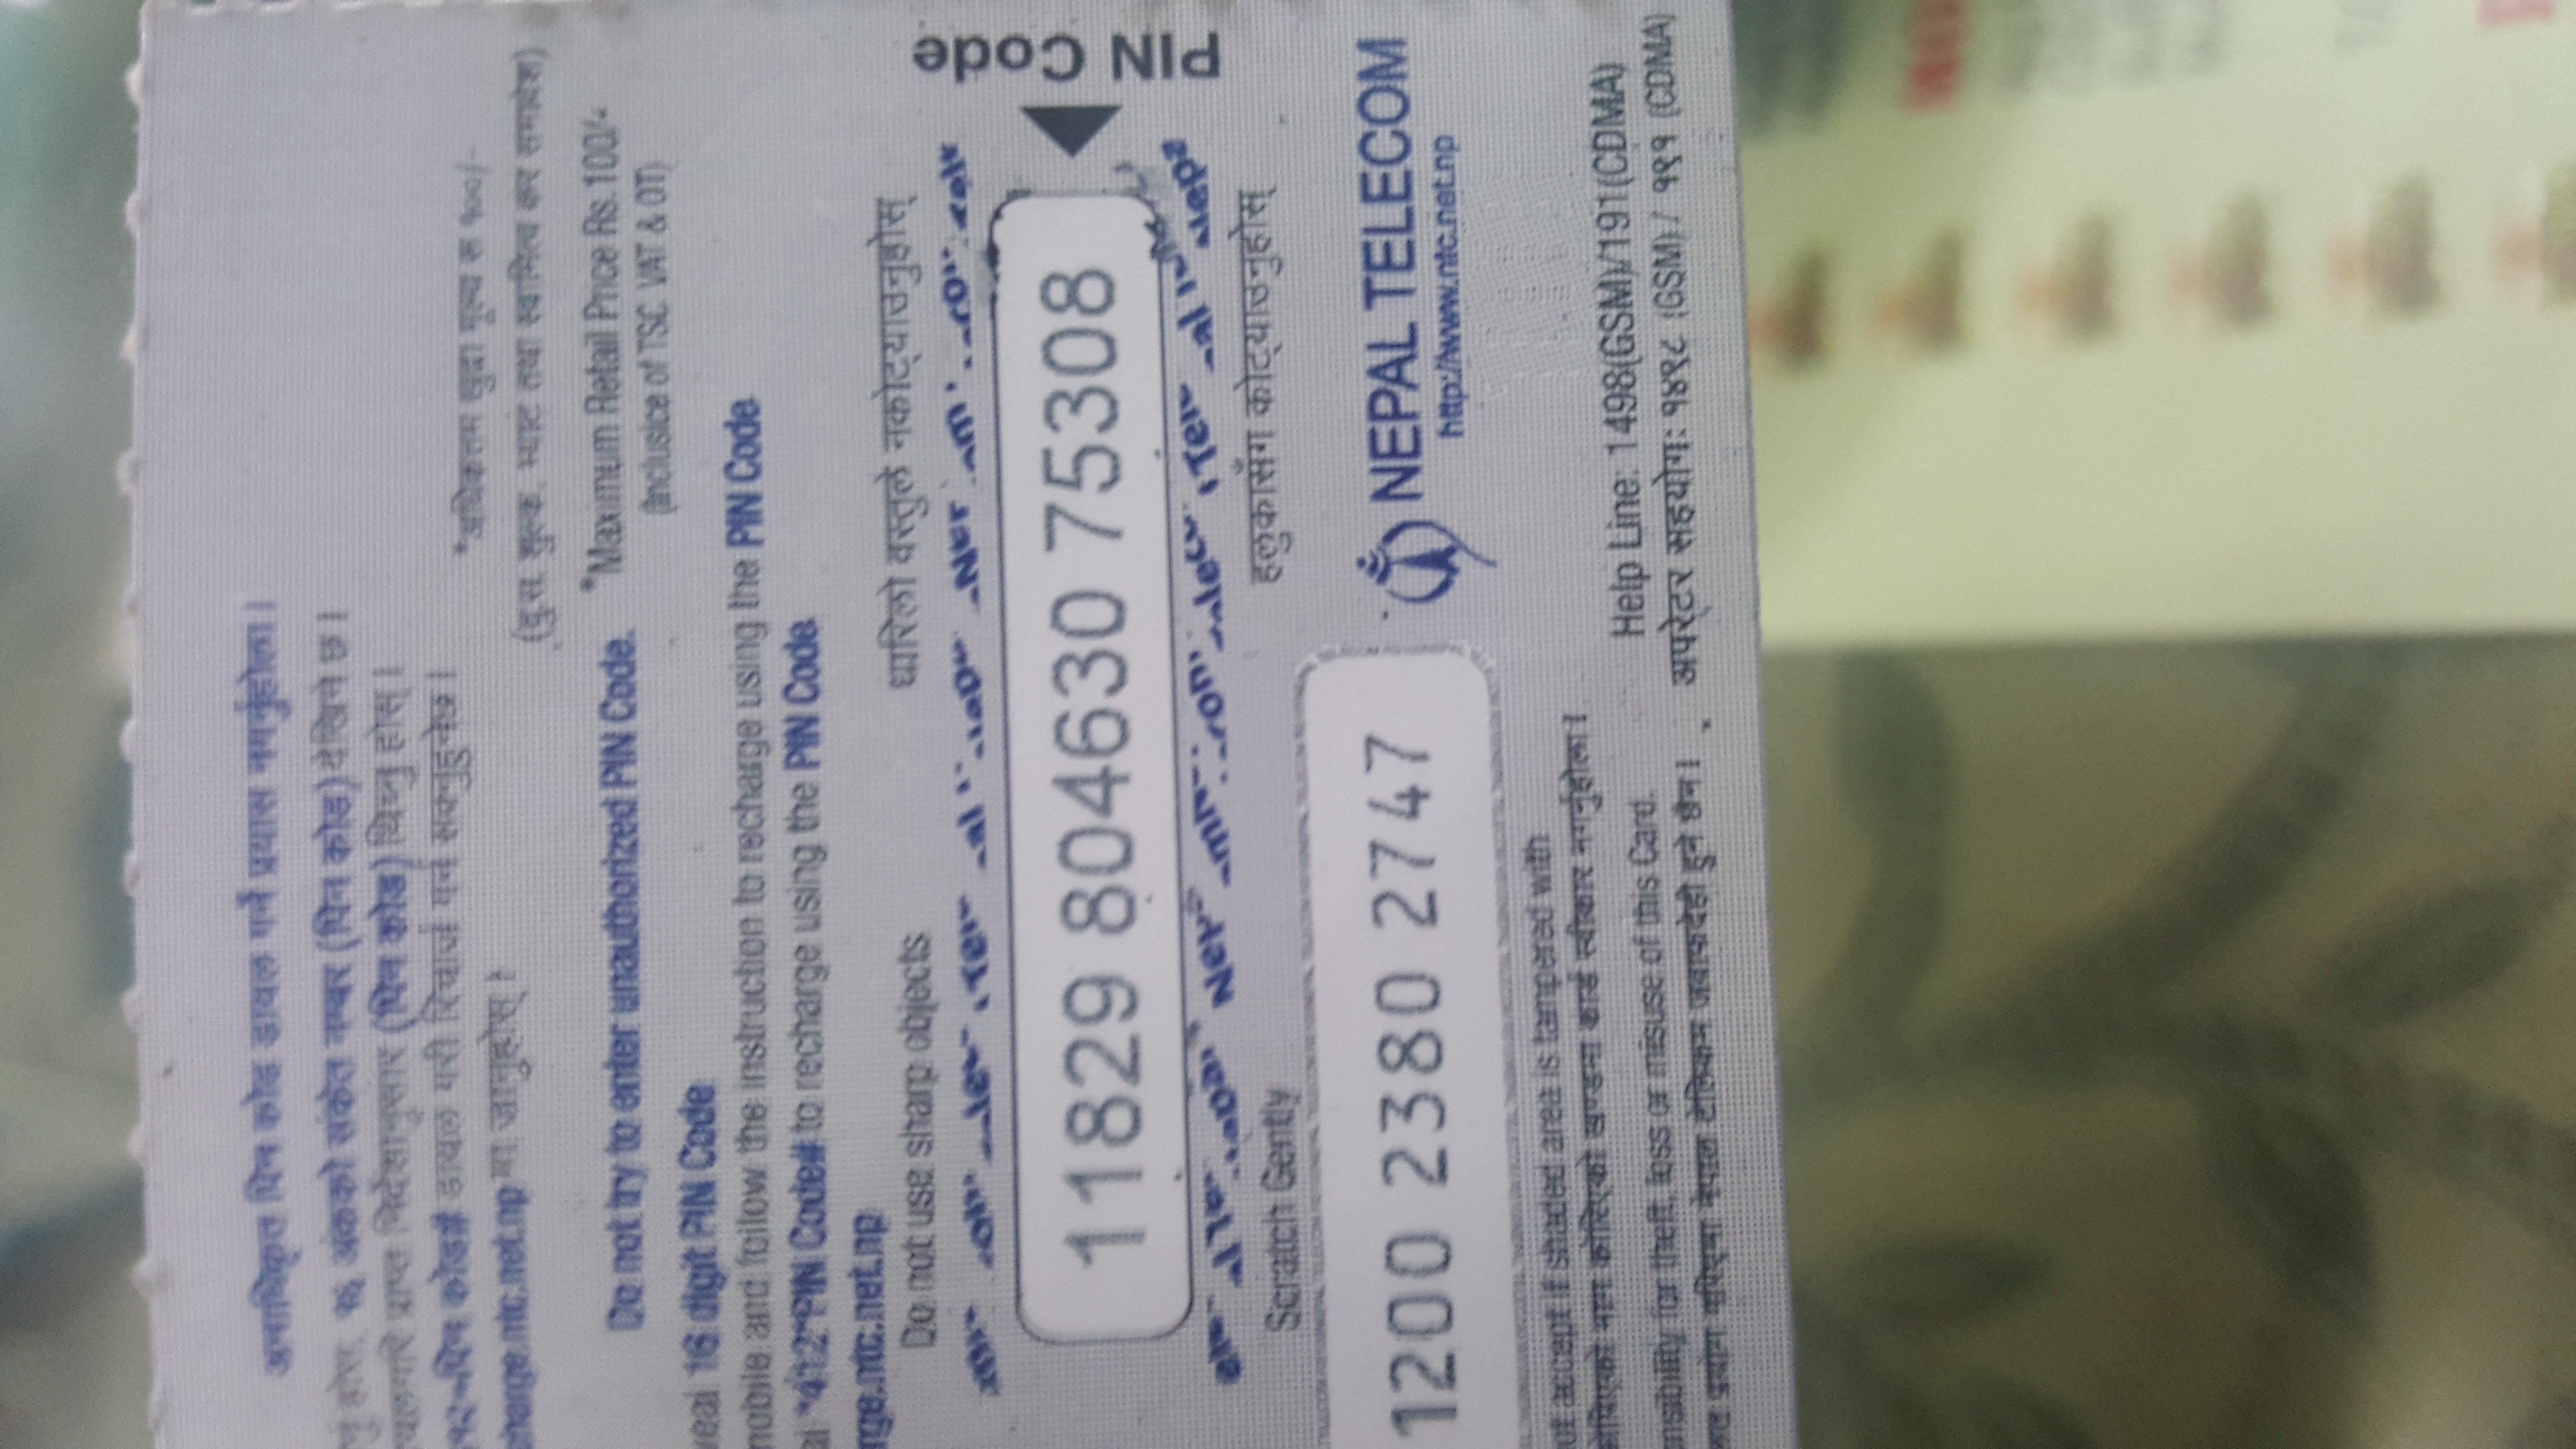 अनाधिकृत पिन कोड डायल गर्ने प्रयास नगर्नुहोला ।
१६ अंकको संकेत नम्बर (पिन कोड) देखिने छ ।
प्राप्त निर्देशानुसार (पिन कोड) थिच्नु होस् ।
पिन कोड# डायल गरी रिचार्ज गर्न सक्नुहुनेछ ।
charge.ntc.net.np मा जानुहोस् ।
*अधिकतम खुद्रा मूल्य रु १००/-
(दु.स. शुल्क, भ्याट तथा स्वामित्व कर समावेश)
Do not try to enter unauthorized PIN Code.
*Maximum Retail Price Rs.100/-
(Inclusice of TSC VAT & OT)
veal 16 digit PIN Code
mobile and follow the instruction to recharge using the PIN Code
al *412*PIN Code# to recharge using the PIN Code
rge.ntc.net.np
Do not use sharp objects
धारिलो वस्तुले नकोट्याउनुहोस्
11829 804630 75308
PIN Code
Scratch Gently
हलुकासँग कोट्याउनुहोस्
1200 2380 2747
NEPAL TELECOM
http://www.ntc.net.np
ot accept if shaded area is tampered with
भाग कोरिएको खण्डमा कार्ड स्वीकार नगर्नुहोला ।
nsibility for theft, loss or misuse of this Card.
प्रयोग गरिएमा नेपाल टेलिकम जवाफदेही हुने छैन ।
Help Line: 1498(GSM)/191(CDMA)
अपरेटर सहयोग: १४९८ (GSM) / १९१ (CDMA)